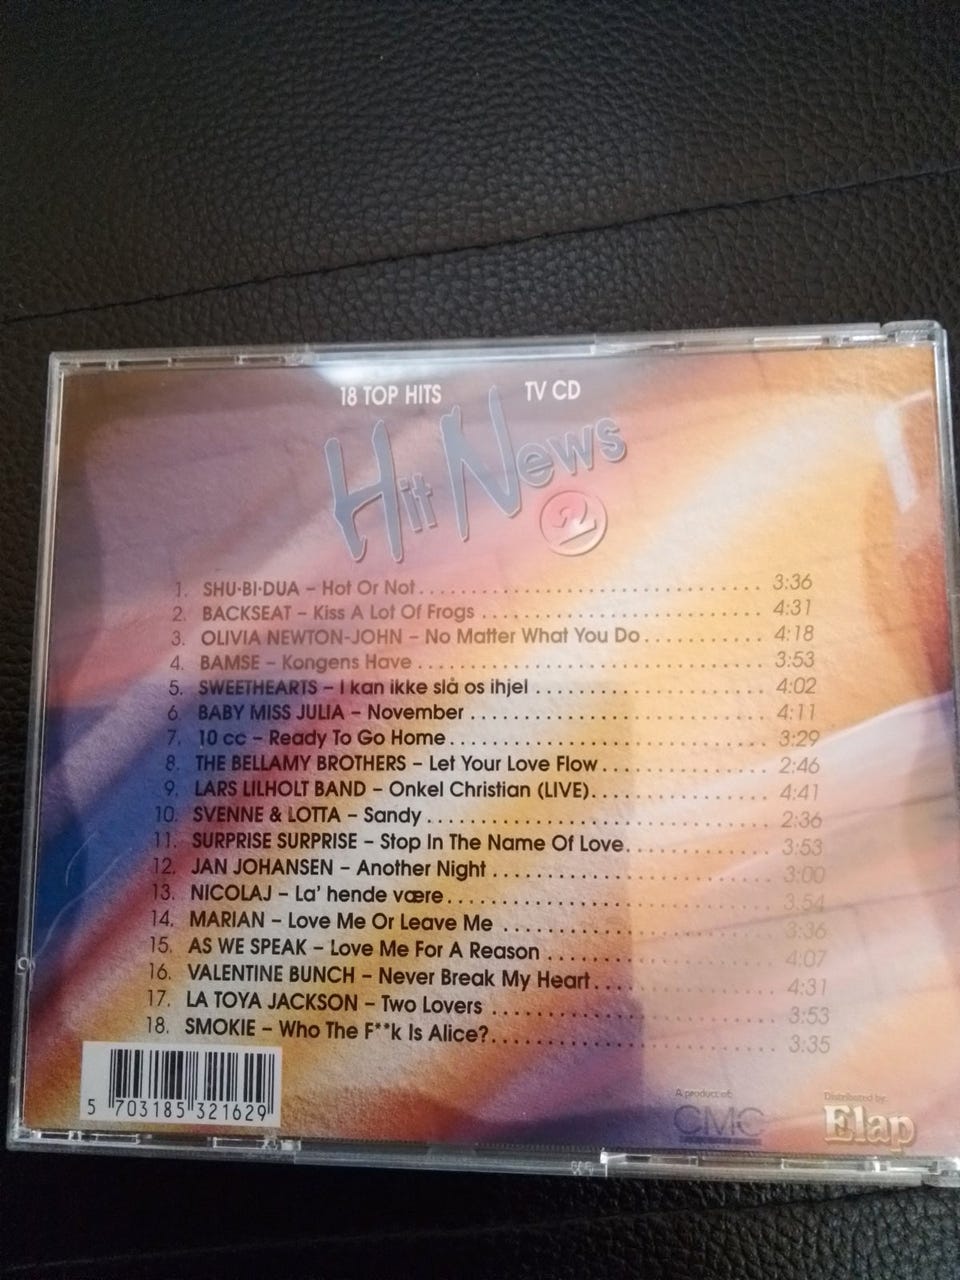 18 TOP HITS TV CD
Hit News
2
1. SHU•BI•DUA – Hot Or Not 3:36
2. BACKSEAT – Kiss A Lot Of Frogs 4:31
3. OLIVIA NEWTON-JOHN – No Matter What You Do 4:18
4. BAMSE – Kongens Have 3:53
5. SWEETHEARTS – I kan ikke slå os ihjel 4:02
6. BABY MISS JULIA – November 4:11
7. 10 cc – Ready To Go Home 3:29
8. THE BELLAMY BROTHERS – Let Your Love Flow 2:46
9. LARS LILHOLT BAND – Onkel Christian (LIVE) 4:41
10. SVENNE & LOTTA – Sandy 2:36
11. SURPRISE SURPRISE – Stop In The Name Of Love 3:53
12. JAN JOHANSEN – Another Night 3:00
13. NICOLAJ – La' hende være 3:54
14. MARIAN – Love Me Or Leave Me 3:36
15. AS WE SPEAK – Love Me For A Reason 4:07
16. VALENTINE BUNCH – Never Break My Heart 4:31
17. LA TOYA JACKSON – Two Lovers 3:53
18. SMOKIE – Who The F**k Is Alice? 3:35
5 703185 321629
A product of:
CMC
Distributed by:
Elap